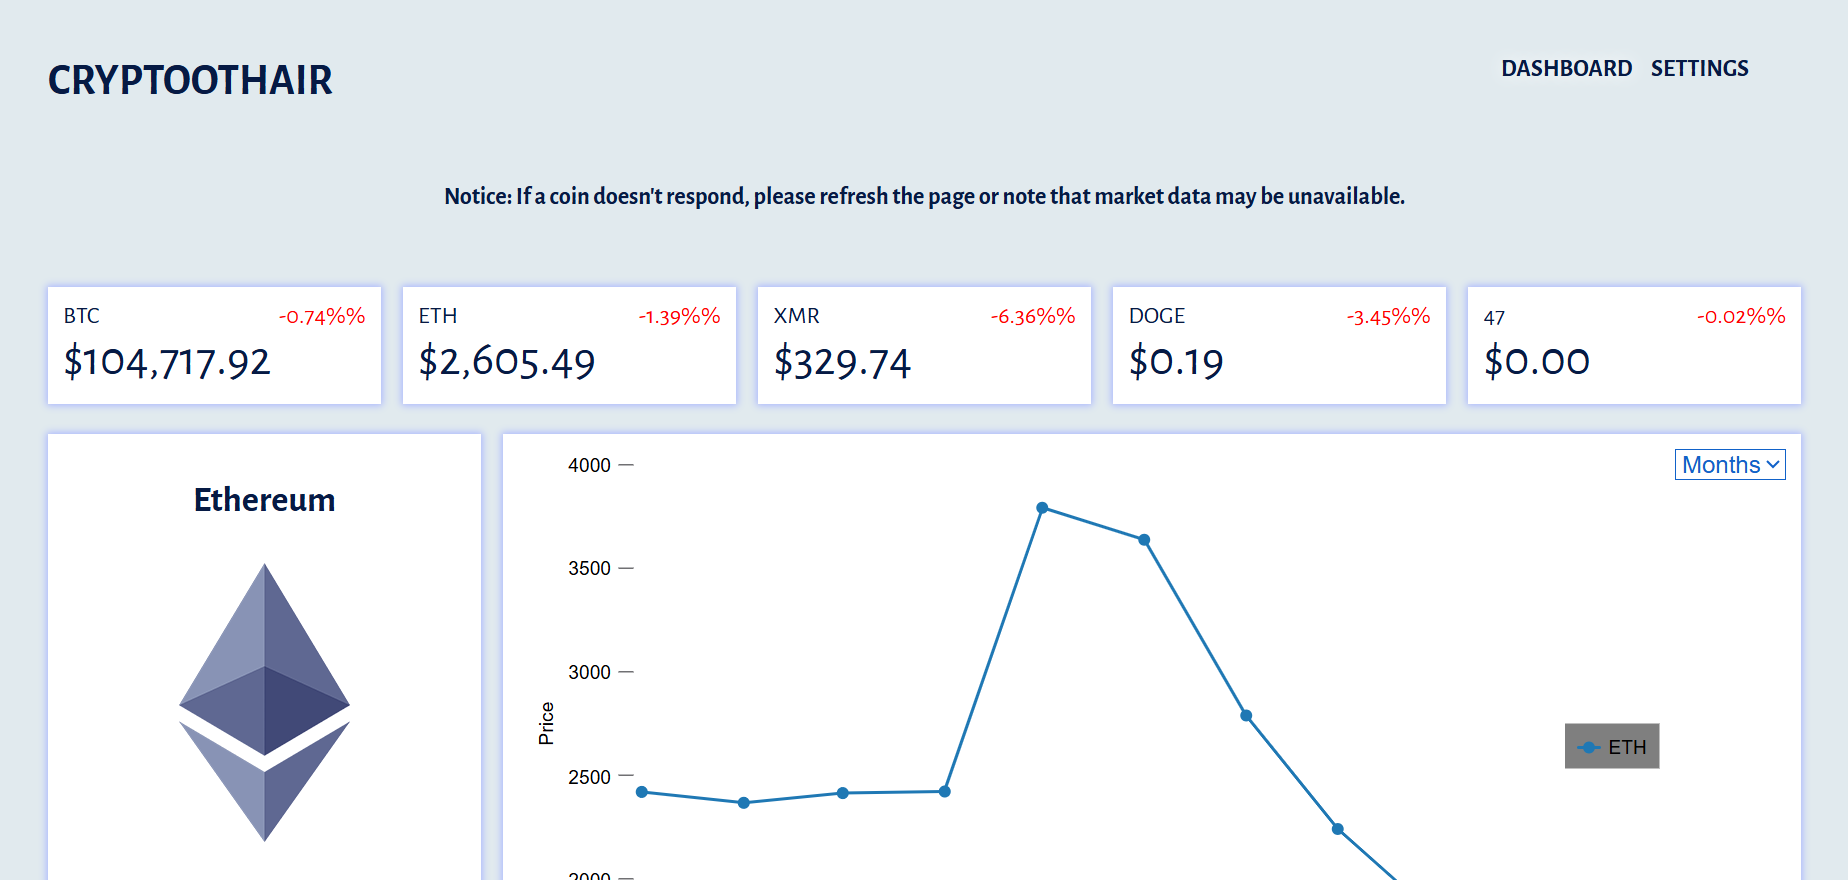 CRYPTOOTHAIR
DASHBOARD SETTINGS
Notice: If a coin doesn't respond, please refresh the page or note that market data may be unavailable.
BTC -0.74%%
$104,717.92
ETH -1.39%%
$2,605.49
XMR -6.36%%
$329.74
DOGE -3.45%%
$0.19
47 -0.02%%
$0.00
Ethereum
Months
4000
3500
3000
2500
2000
Price
ETH